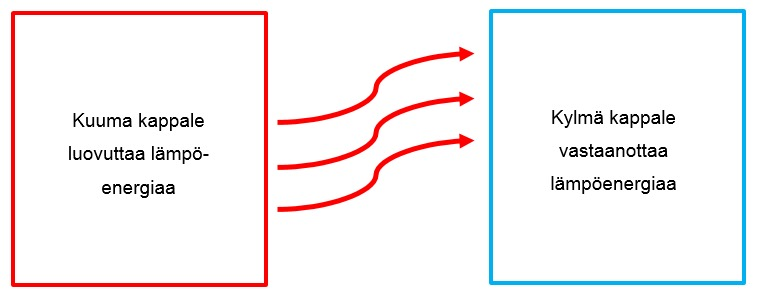 Kuuma kappale
luovuttaa lämpö-
energiaa
Kylmä kappale
vastaanottaa
lämpöenergiaa